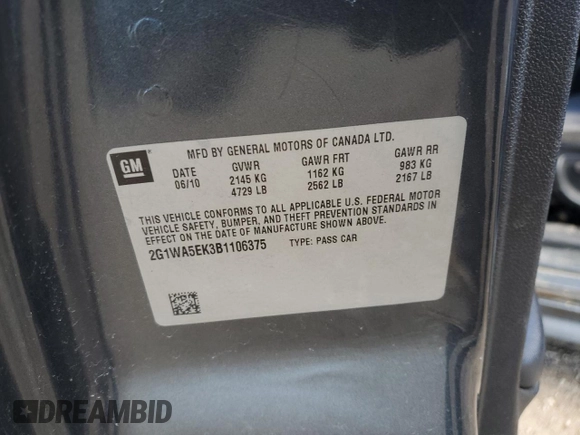 GM
MFD BY GENERAL MOTORS OF CANADA LTD.
DATE GVWR GAWR FRT GAWR RR
06/10 2145 KG 1162 KG 983 KG
4729 LB 2562 LB 2167 LB
THIS VEHICLE CONFORMS TO ALL APPLICABLE U.S. FEDERAL MOTOR
VEHICLE SAFETY, BUMPER, AND THEFT PREVENTION STANDARDS IN
EFFECT ON THE DATE OF MANUFACTURE SHOWN ABOVE.
2G1WA5EK3B1106375 TYPE: PASS CAR
DREAMBID